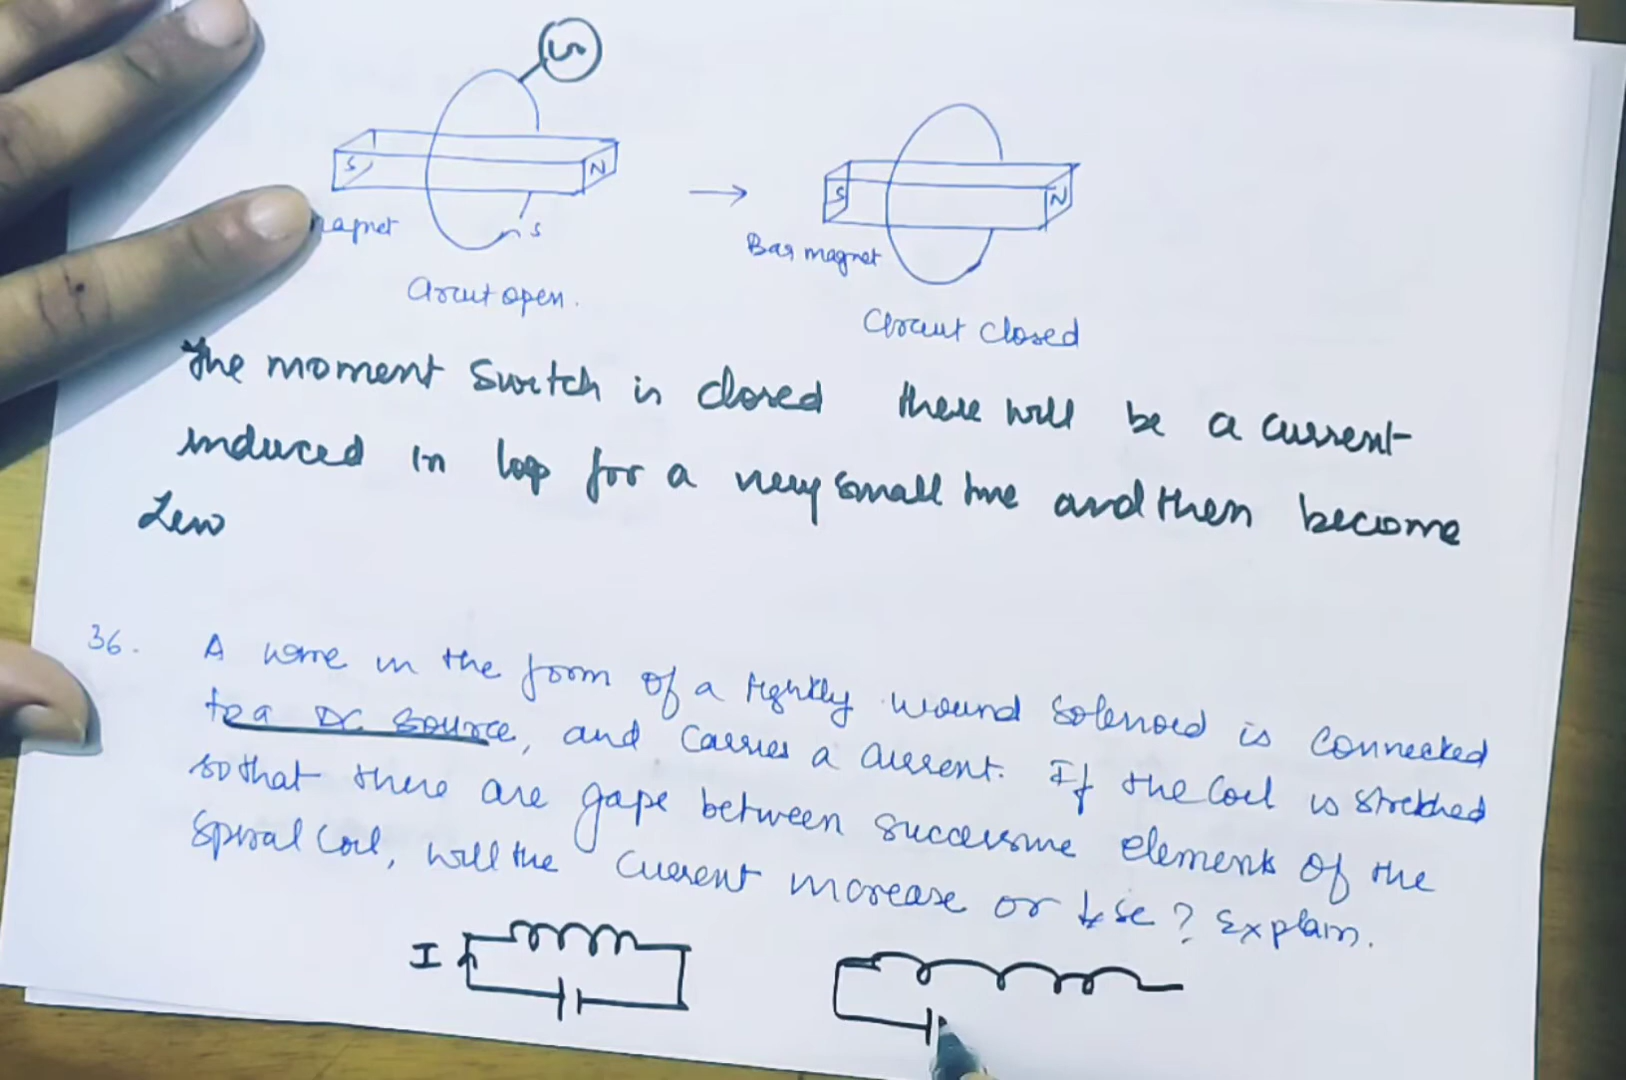 S N
S N
s
magnet
Bar magnet
Circuit open.
Circuit Closed
The moment switch is closed there will be a current
induced in loop for a very small time and then become
Zero
36. A wire in the form of a tightly wound solenoid is connected
to a DC source, and carries a current. If the coil is stretched
so that there are gaps between successive elements of the
spiral coil, will the current increase or ↓se? Explain.
I